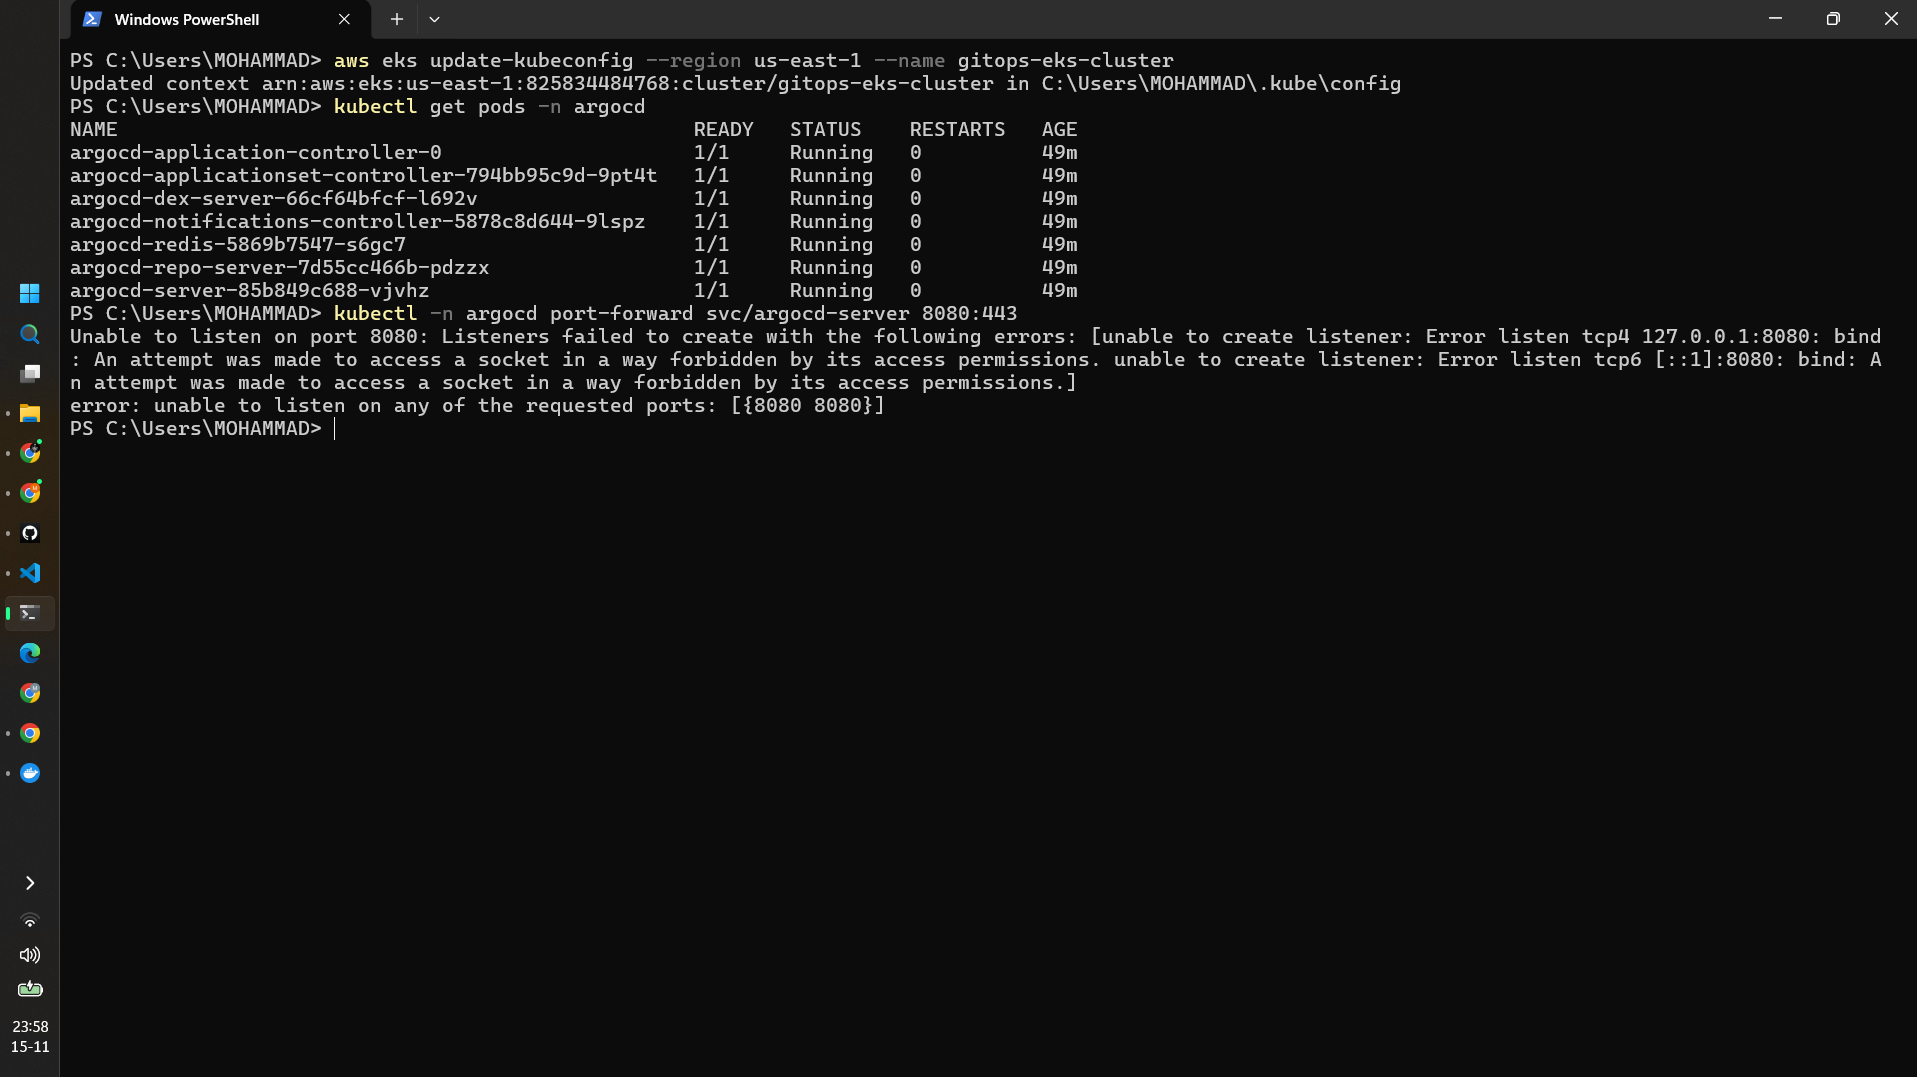 Windows PowerShell
PS C:\Users\MOHAMMAD> aws eks update-kubeconfig --region us-east-1 --name gitops-eks-cluster
Updated context arn:aws:eks:us-east-1:825834484768:cluster/gitops-eks-cluster in C:\Users\MOHAMMAD\.kube\config
PS C:\Users\MOHAMMAD> kubectl get pods -n argocd
NAME READY STATUS RESTARTS AGE
argocd-application-controller-0 1/1 Running 0 49m
argocd-applicationset-controller-794bb95c9d-9pt4t 1/1 Running 0 49m
argocd-dex-server-66cf64bfcf-l692v 1/1 Running 0 49m
argocd-notifications-controller-5878c8d644-9lspz 1/1 Running 0 49m
argocd-redis-5869b7547-s6gc7 1/1 Running 0 49m
argocd-repo-server-7d55cc466b-pdzzx 1/1 Running 0 49m
argocd-server-85b849c688-vjvhz 1/1 Running 0 49m
PS C:\Users\MOHAMMAD> kubectl -n argocd port-forward svc/argocd-server 8080:443
Unable to listen on port 8080: Listeners failed to create with the following errors: [unable to create listener: Error listen tcp4 127.0.0.1:8080: bind
: An attempt was made to access a socket in a way forbidden by its access permissions. unable to create listener: Error listen tcp6 [::1]:8080: bind: A
n attempt was made to access a socket in a way forbidden by its access permissions.]
error: unable to listen on any of the requested ports: [{8080 8080}]
PS C:\Users\MOHAMMAD>
23:58
15-11